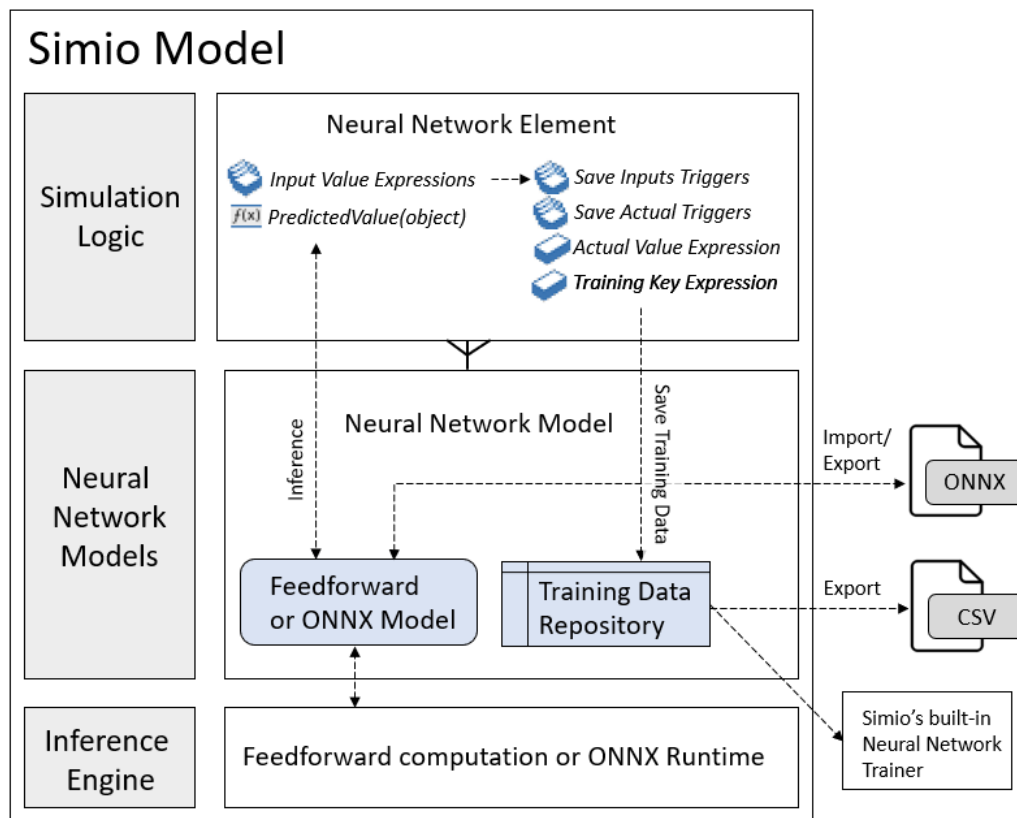 Simio Model
Simulation
Logic
Neural Network Element
Input Value Expressions
f(x) PredictedValue(object)
Save Inputs Triggers
Save Actual Triggers
Actual Value Expression
Training Key Expression
Neural
Network
Models
Neural Network Model
Inference
Save Training Data
Feedforward
or ONNX Model
Training Data
Repository
Import/
Export
ONNX
Export
CSV
Simio's built-in
Neural Network
Trainer
Inference
Engine
Feedforward computation or ONNX Runtime